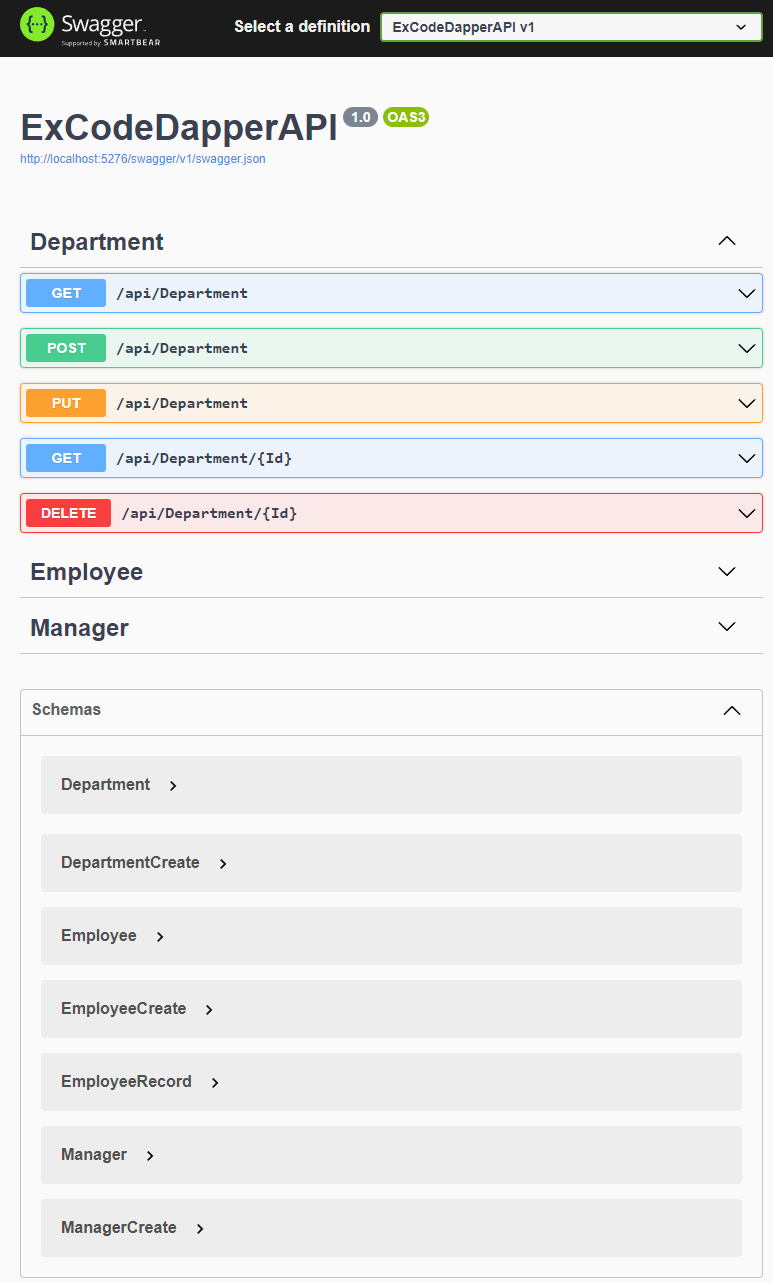 {···} Swagger
Supported by SMARTBEAR
Select a definition
ExCodeDapperAPI v1
ExCodeDapperAPI 1.0 OAS3
http://localhost:5276/swagger/v1/swagger.json
Department
GET /api/Department
POST /api/Department
PUT /api/Department
GET /api/Department/{Id}
DELETE /api/Department/{Id}
Employee
Manager
Schemas
Department
DepartmentCreate
Employee
EmployeeCreate
EmployeeRecord
Manager
ManagerCreate